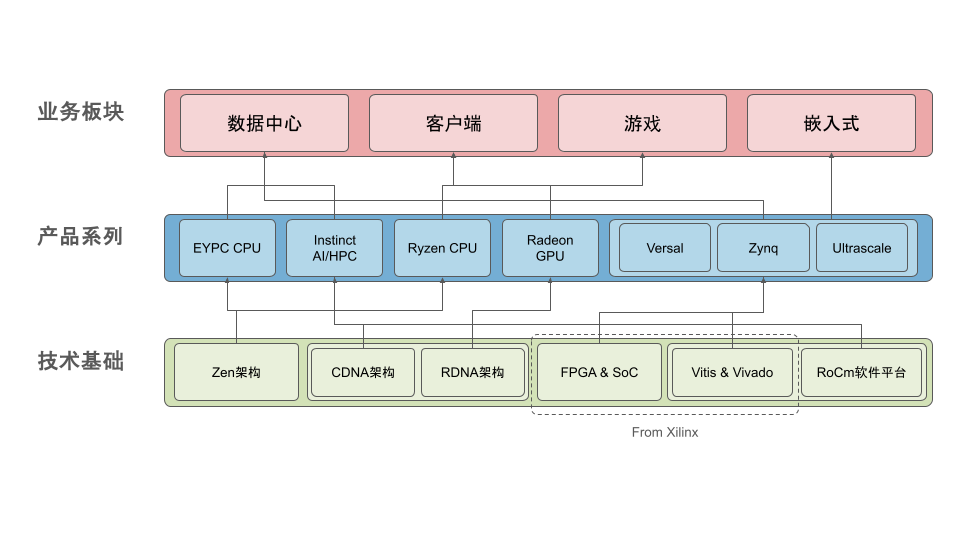 业务板块
数据中心
客户端
游戏
嵌入式
产品系列
EYPC CPU
Instinct
AI/HPC
Ryzen CPU
Radeon
GPU
Versal
Zynq
Ultrascale
技术基础
Zen架构
CDNA架构
RDNA架构
FPGA & SoC
Vitis & Vivado
RoCm软件平台
From Xilinx